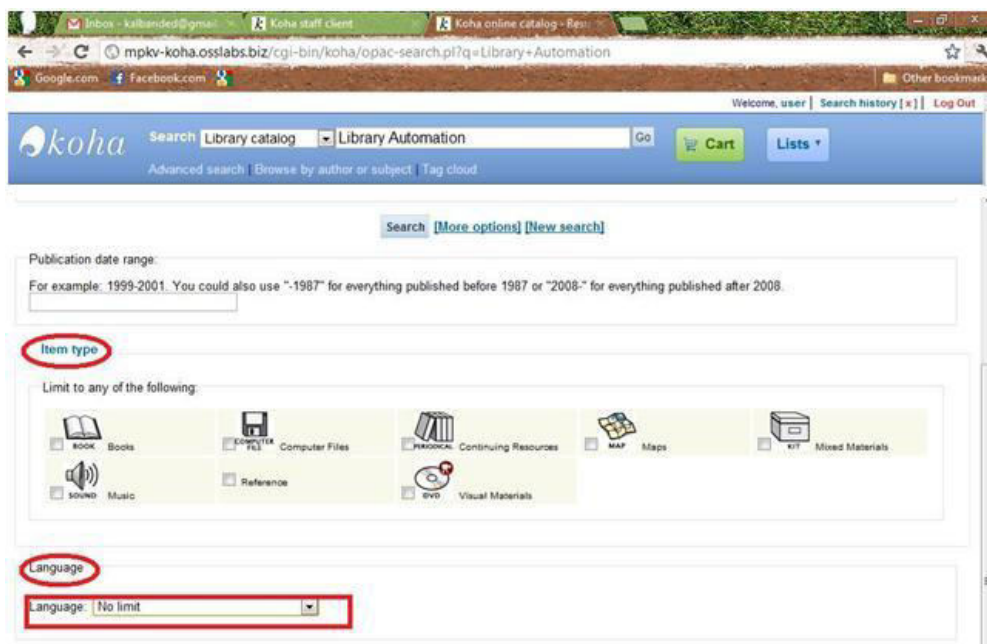 Inbox - kalbanded@gmail
Koha staff client
Koha online catalog - Res
mpkv-koha.osslabs.biz/cgi-bin/koha/opac-search.pl?q=Library+Automation
Google.com Facebook.com Other bookmark
Welcome, user | Search history [x] | Log Out
koha Search Library catalog Library Automation Go Cart Lists
Advanced search | Browse by author or subject | Tag cloud
Search [More options] [New search]
Publication date range:
For example: 1999-2001. You could also use "-1987" for everything published before 1987 or "2008-" for everything published after 2008.
Item type
Limit to any of the following:
BOOK Books COMPUTER FILE Computer Files PERIODICAL Continuing Resources MAP Maps KIT Mixed Materials
SOUND Music Reference DVD Visual Materials
Language
Language: No limit